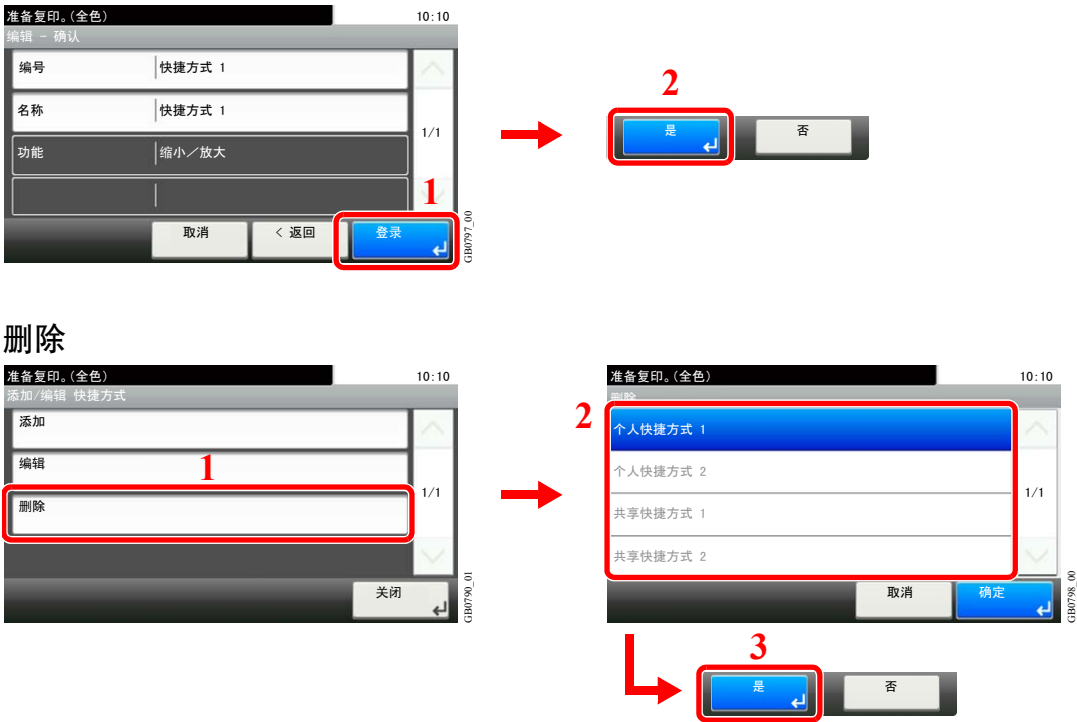 准备复印。(全色) 10:10
编辑 - 确认
编号 快捷方式 1
名称 快捷方式 1
1/1
功能 缩小／放大
1
取消 < 返回 登录
GB0797_00
2
是 否
删除
准备复印。(全色) 10:10
添加/编辑 快捷方式
添加
编辑
1
1/1
删除
关闭
GB0790_01
准备复印。(全色) 10:10
删除
2
个人快捷方式 1
个人快捷方式 2
1/1
共享快捷方式 1
共享快捷方式 2
取消 确定
GB0798_00
3
是 否